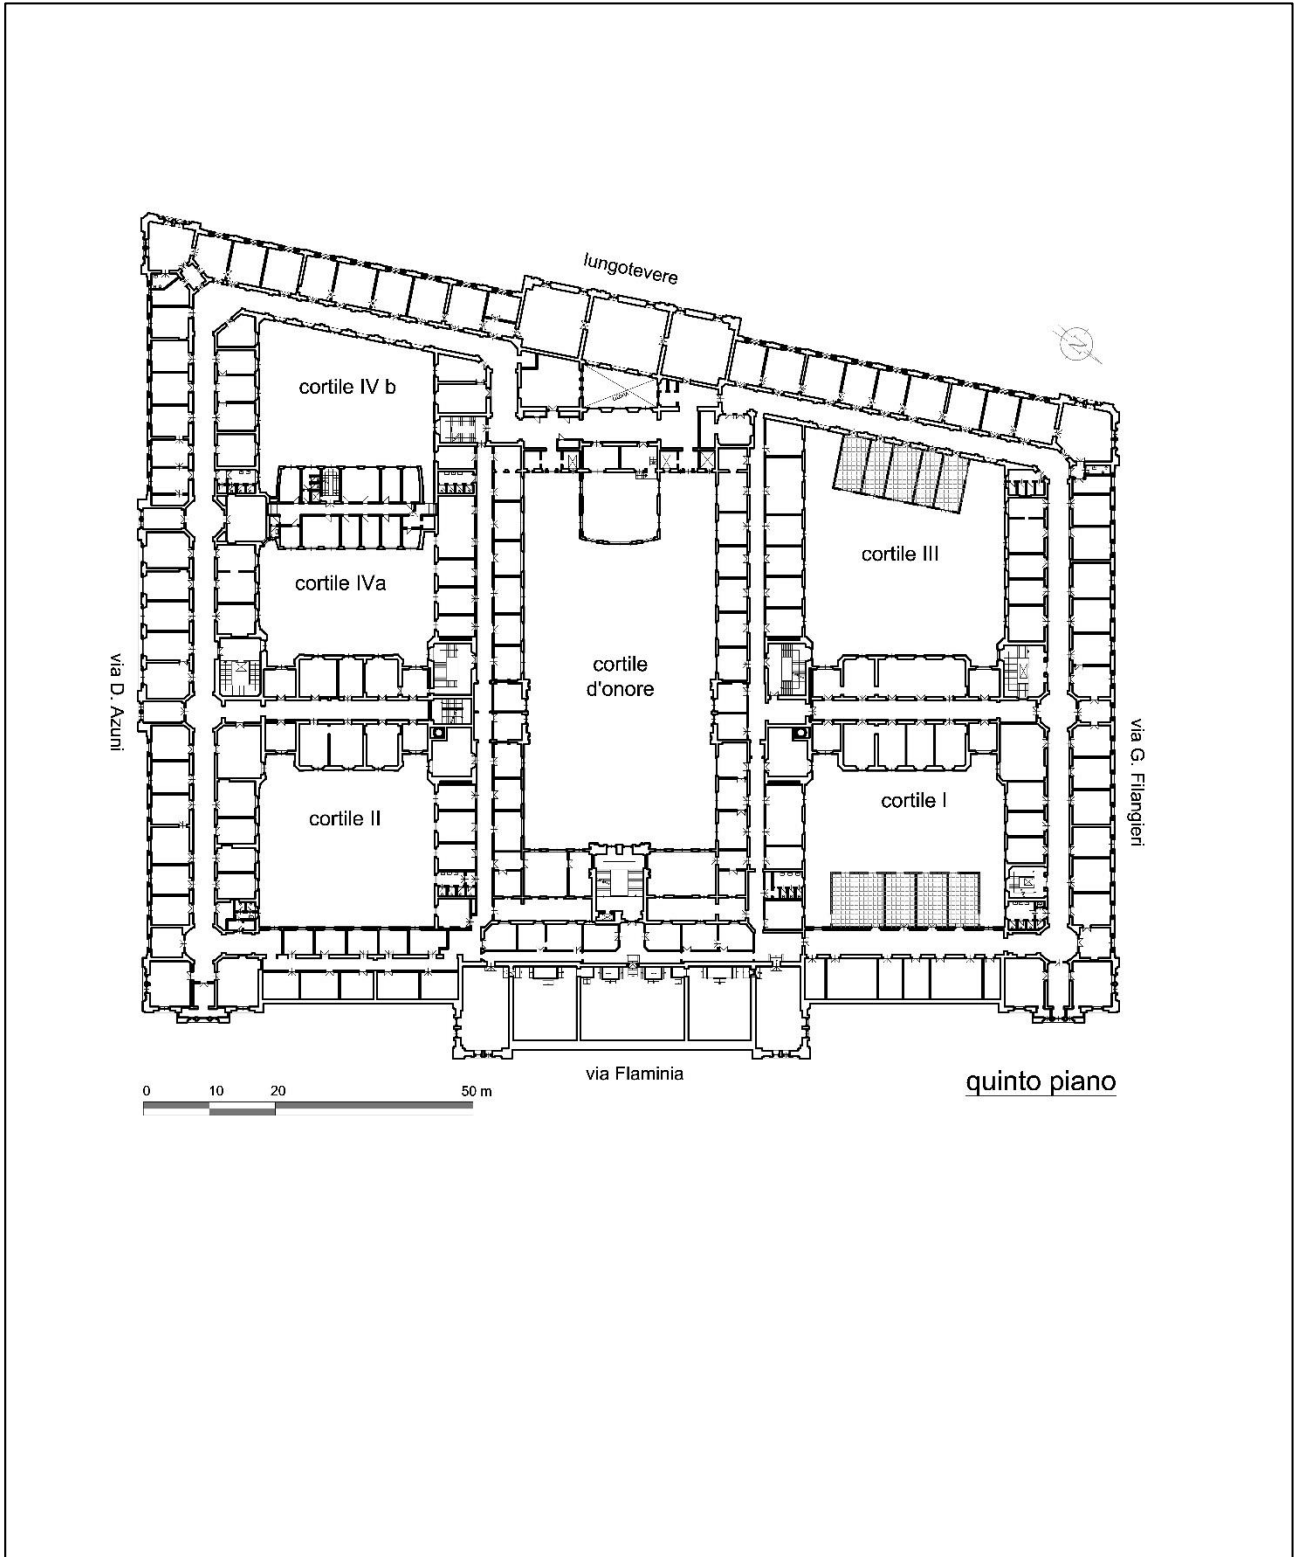 lungotevere
N
cortile IV b
cortile III
cortile IVa
cortile
d'onore
via D. Azuni
via G. Filangieri
cortile I
cortile II
via Flaminia
quinto piano
0 10 20 50 m